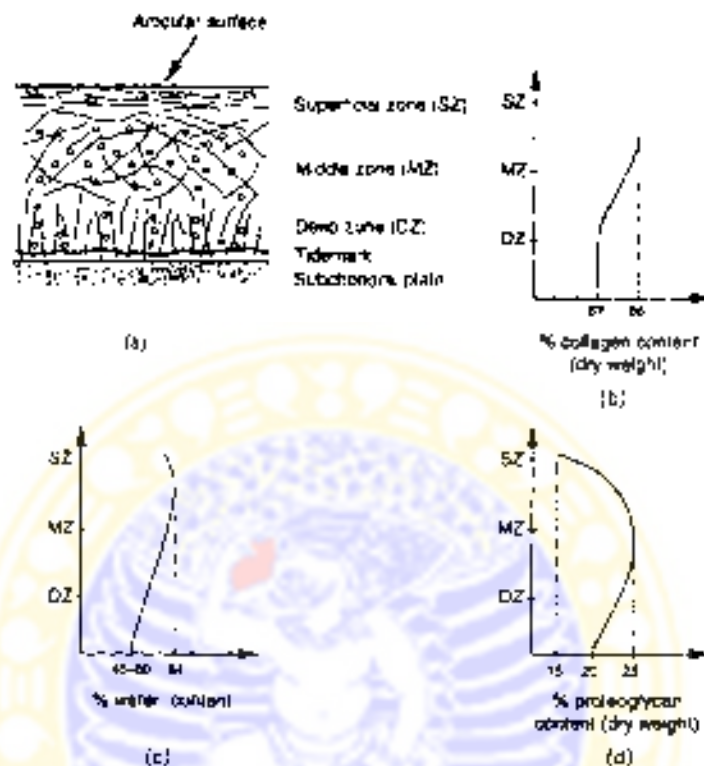 Articular surface
Superficial zone (SZ)
Middle zone (MZ)
Deep zone (DZ)
Tidemark
(a)
SZ
MZ
DZ
% collagen content
(dry weight)
(b)
SZ
MZ
DZ
% water content
(c)
SZ
MZ
DZ
15 20 25
% proteoglycan
content (dry weight)
(d)